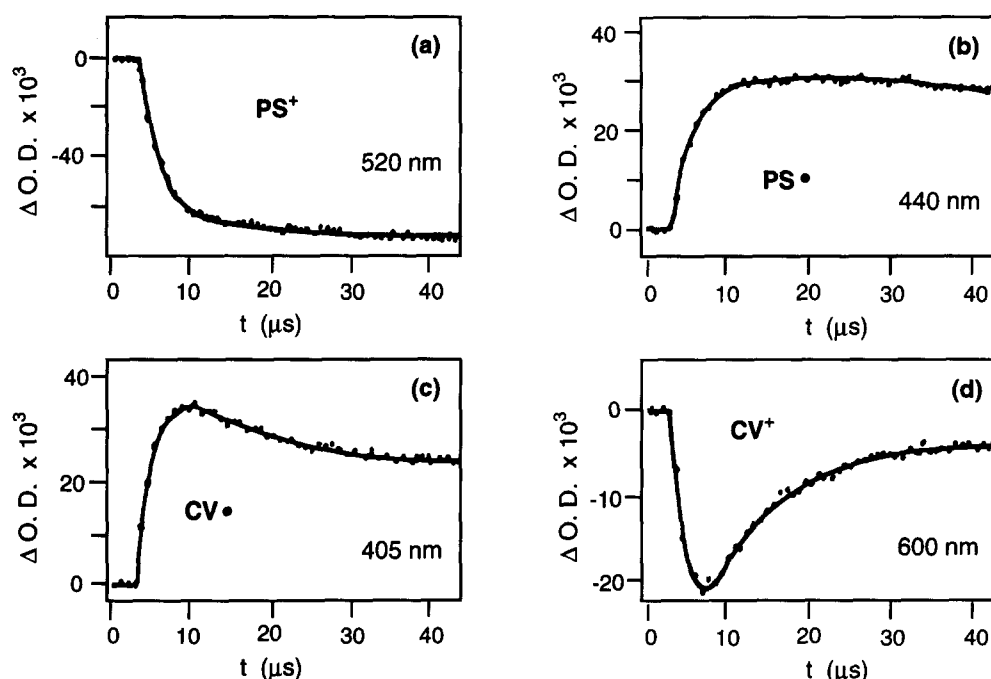 (a)
Δ O. D. x 10³
0
-40
PS⁺
520 nm
0 10 20 30 40
t (μs)
(b)
Δ O. D. x 10³
40
20
0
PS •
440 nm
0 10 20 30 40
t (μs)
(c)
Δ O. D. x 10³
40
20
0
CV •
405 nm
0 10 20 30 40
t (μs)
(d)
Δ O. D. x 10³
0
-10
-20
CV⁺
600 nm
0 10 20 30 40
t (μs)